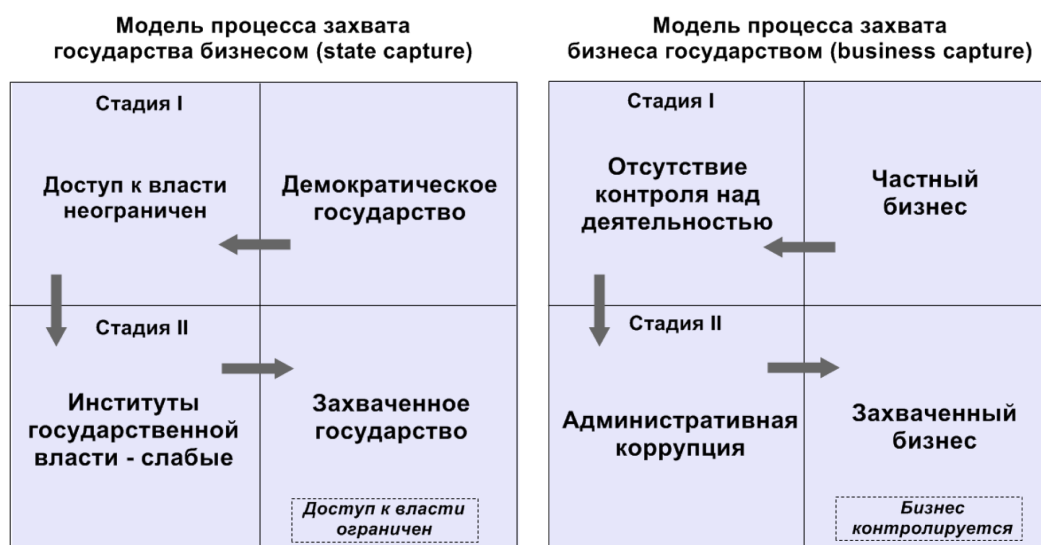 Модель процесса захвата
государства бизнесом (state capture)
Стадия I
Доступ к власти
неограничен
Демократическое
государство
Стадия II
Институты
государственной
власти - слабые
Захваченное
государство
Доступ к власти
ограничен
Модель процесса захвата
бизнеса государством (business capture)
Стадия I
Отсутствие
контроля над
деятельностью
Частный
бизнес
Стадия II
Административная
коррупция
Захваченный
бизнес
Бизнес
контролируется